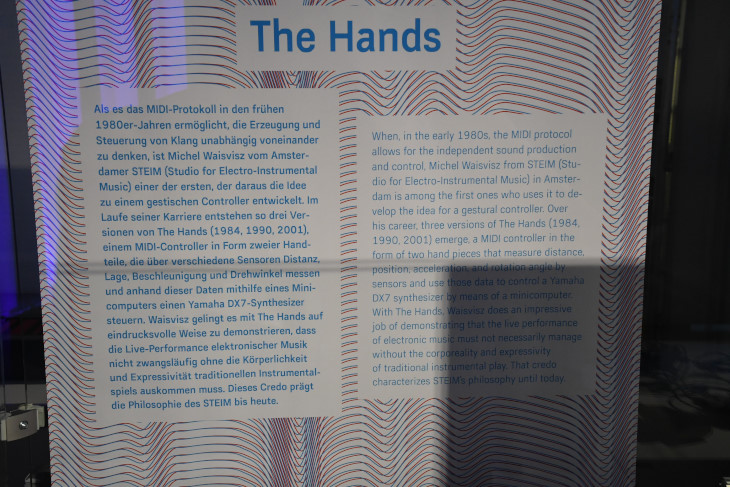 The Hands
Als es das MIDI-Protokoll in den frühen
1980er-Jahren ermöglicht, die Erzeugung und
Steuerung von Klang unabhängig voneinander
zu denken, ist Michel Waisvisz vom Amster-
damer STEIM (Studio for Electro-Instrumental
Music) einer der ersten, der daraus die Idee
zu einem gestischen Controller entwickelt. Im
Laufe seiner Karriere entstehen so drei Ver-
sionen von The Hands (1984, 1990, 2001),
einem MIDI-Controller in Form zweier Hand-
teile, die über verschiedene Sensoren Distanz,
Lage, Beschleunigung und Drehwinkel messen
und anhand dieser Daten mithilfe eines Mini-
computers einen Yamaha DX7-Synthesizer
steuern. Waisvisz gelingt es mit The Hands auf
eindrucksvolle Weise zu demonstrieren, dass
die Live-Performance elektronischer Musik
nicht zwangsläufig ohne die Körperlichkeit
und Expressivität traditionellen Instrumental-
spiels auskommen muss. Dieses Credo prägt
die Philosophie des STEIM bis heute.
When, in the early 1980s, the MIDI protocol
allows for the independent sound production
and control, Michel Waisvisz from STEIM (Stu-
dio for Electro-Instrumental Music) in Amster-
dam is among the first ones who uses it to de-
velop the idea for a gestural controller. Over
his career, three versions of The Hands (1984,
1990, 2001) emerge, a MIDI controller in the
form of two hand pieces that measure distance,
position, acceleration, and rotation angle by
sensors and use those data to control a Yamaha
DX7 synthesizer by means of a minicomputer.
With The Hands, Waisvisz does an impressive
job of demonstrating that the live performance
of electronic music must not necessarily manage
without the corporeality and expressivity
of traditional instrumental play. That credo
characterizes STEIM's philosophy until today.